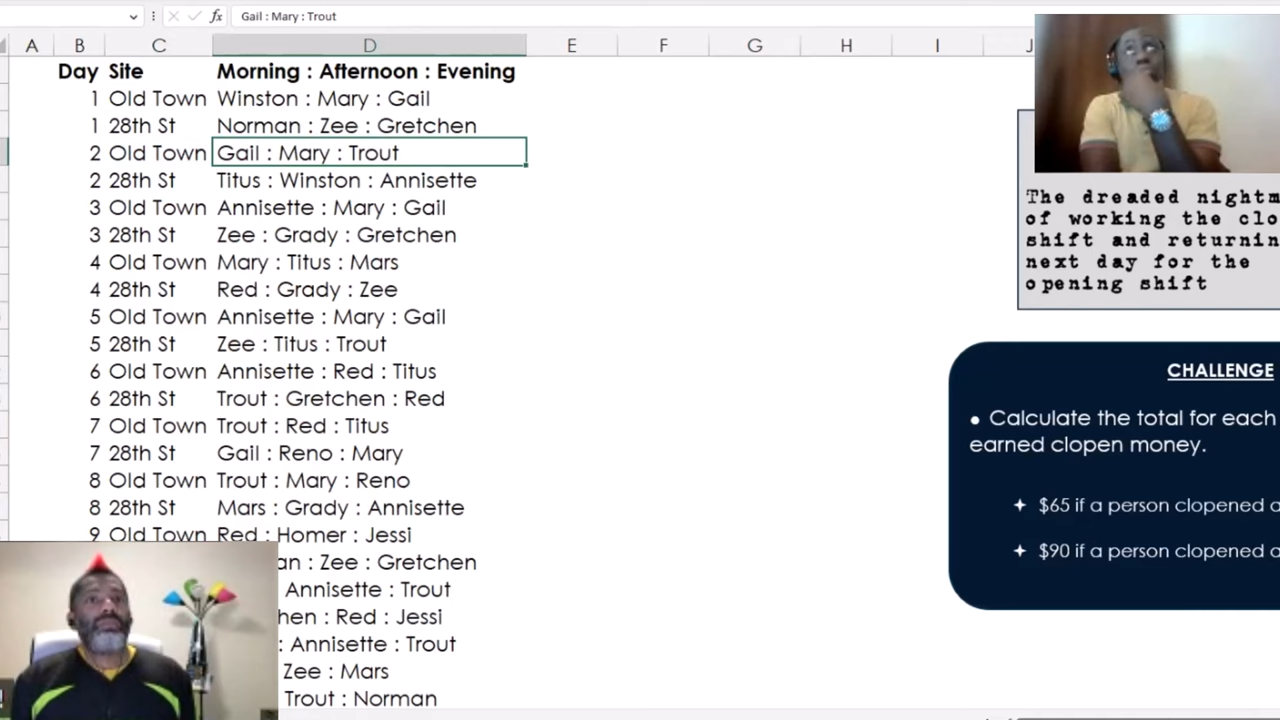 fx Gail : Mary : Trout
A B C D E F G H I J
Day Site Morning : Afternoon : Evening
1 Old Town Winston : Mary : Gail
1 28th St Norman : Zee : Gretchen
2 Old Town Gail : Mary : Trout
2 28th St Titus : Winston : Annisette
3 Old Town Annisette : Mary : Gail
3 28th St Zee : Grady : Gretchen
4 Old Town Mary : Titus : Mars
4 28th St Red : Grady : Zee
5 Old Town Annisette : Mary : Gail
5 28th St Zee : Titus : Trout
6 Old Town Annisette : Red : Titus
6 28th St Trout : Gretchen : Red
7 Old Town Trout : Red : Titus
7 28th St Gail : Reno : Mary
8 Old Town Trout : Mary : Reno
8 28th St Mars : Grady : Annisette
9 Old Town Red : Homer : Jessi
an : Zee : Gretchen
Annisette : Trout
hen : Red : Jessi
: Annisette : Trout
Zee : Mars
Trout : Norman
The dreaded nightm
of working the clo
shift and returnin
next day for the
opening shift
CHALLENGE
• Calculate the total for each
earned clopen money.
$65 if a person clopened a
$90 if a person clopened a